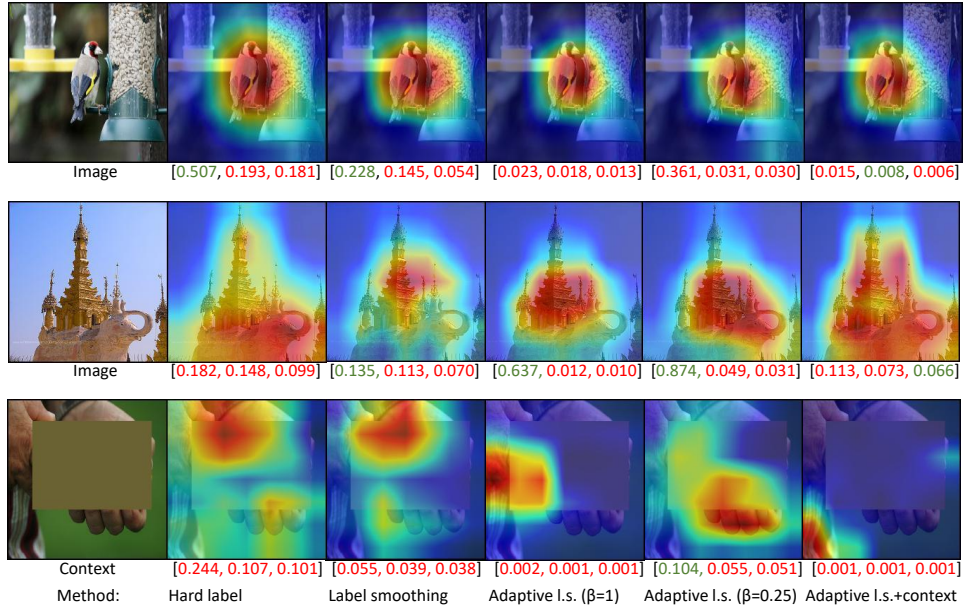 Image [0.507, 0.193, 0.181] [0.228, 0.145, 0.054] [0.023, 0.018, 0.013] [0.361, 0.031, 0.030] [0.015, 0.008, 0.006]
Image [0.182, 0.148, 0.099] [0.135, 0.113, 0.070] [0.637, 0.012, 0.010] [0.874, 0.049, 0.031] [0.113, 0.073, 0.066]
Context [0.244, 0.107, 0.101] [0.055, 0.039, 0.038] [0.002, 0.001, 0.001] [0.104, 0.055, 0.051] [0.001, 0.001, 0.001]
Method: Hard label Label smoothing Adaptive l.s. (β=1) Adaptive l.s. (β=0.25) Adaptive l.s.+context